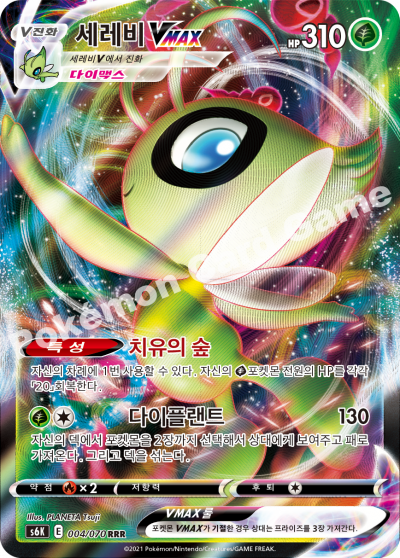 V진화
세레비 VMAX
HP 310
세레비V에서 진화
다이맥스
Pokémon Card Game
특성 치유의 숲
자신의 차례에 1번 사용할 수 있다. 자신의 포켓몬 전원의 HP를 각각
「20」회복한다.
다이플랜트 130
자신의 덱에서 포켓몬을 2장까지 선택해서 상대에게 보여주고 패로
가져온다. 그리고 덱을 섞는다.
약점 ×2 저항력 후퇴
Illus. PLANETA Tsuji
VMAX 룰
s6K E 004/070 RRR
포켓몬 VMAX가 기절한 경우 상대는 프라이즈를 3장 가져간다.
©2021 Pokémon/Nintendo/Creatures/GAME FREAK.